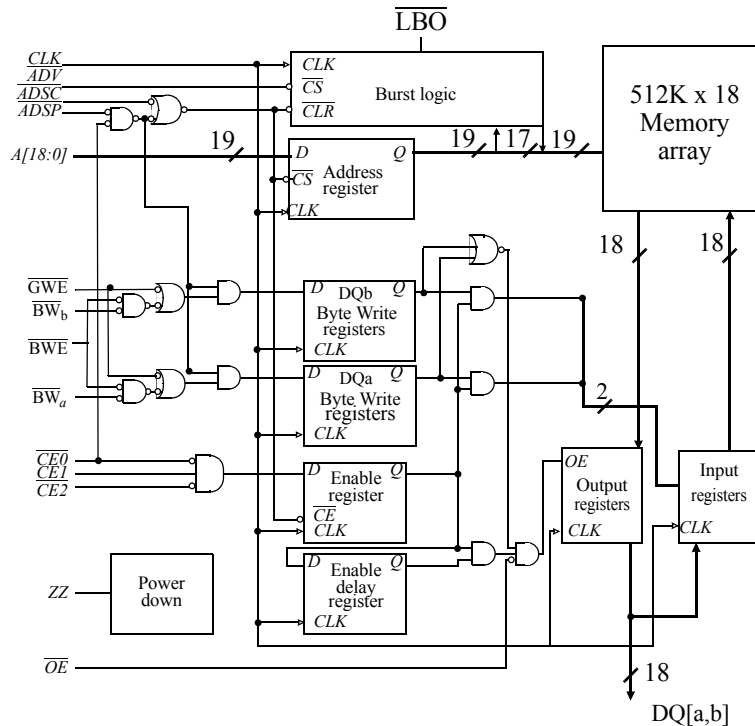 LBO
CLK
ADV
ADSC
ADSP
CLK
CS
CLR
Burst logic
512K x 18
Memory
array
A[18:0]
19
D
Q
CS
Address
register
CLK
19
17
19
18
18
GWE
BWb
BWE
BWa
D
DQb
Q
Byte Write
registers
CLK
D
DQa
Q
Byte Write
registers
CLK
2
CE0
CE1
CE2
D
Enable
Q
register
CE
CLK
OE
Output
registers
CLK
Input
registers
CLK
D
Enable
Q
delay
register
CLK
ZZ
Power
down
OE
18
DQ[a,b]